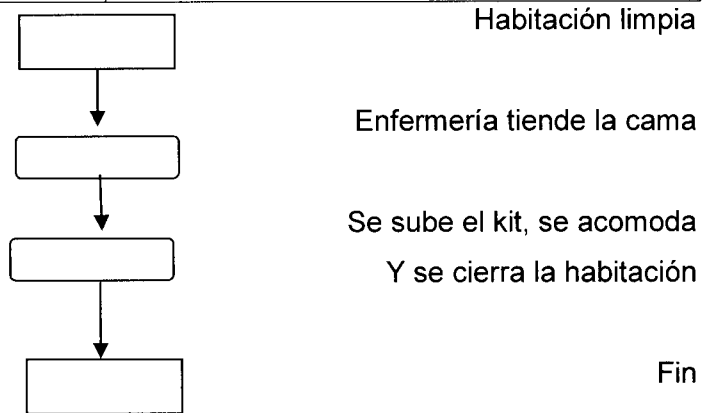 Habitación limpia
Enfermería tiende la cama
Se sube el kit, se acomoda
Y se cierra la habitación
Fin